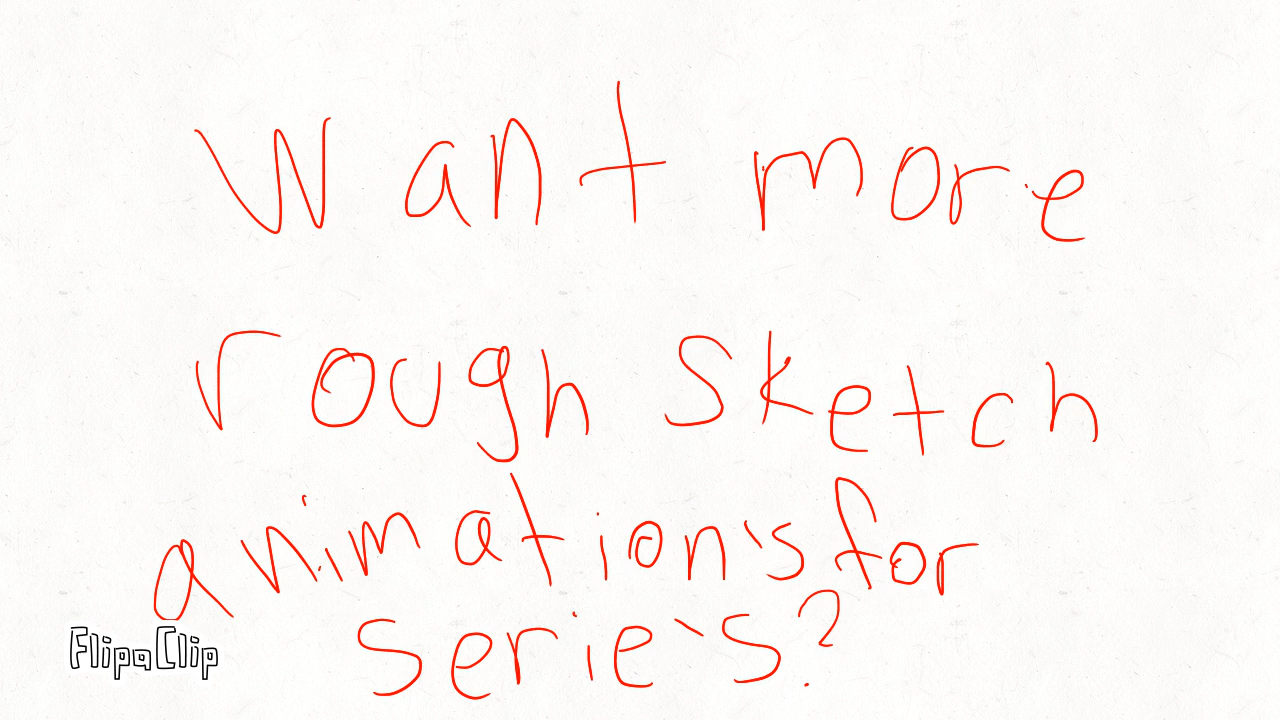 Want more
rough sketch
animation's for
serie's?
FlipaClip